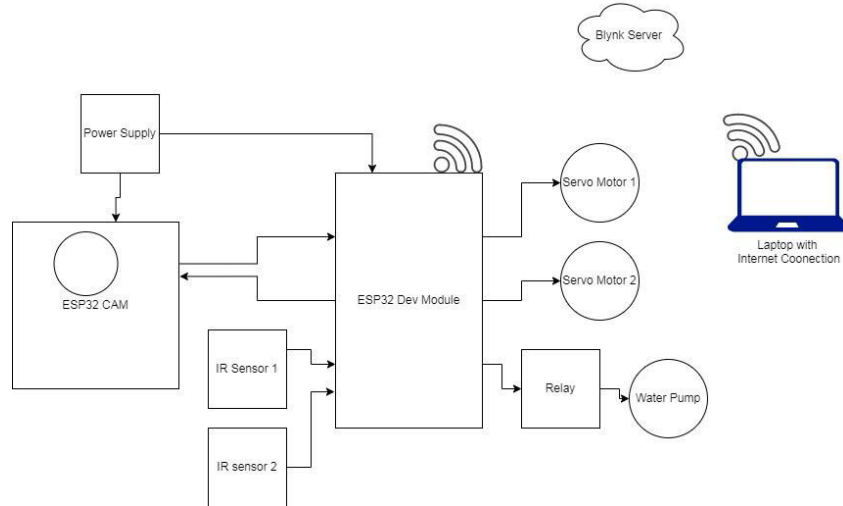 Blynk Server
Power Supply
Servo Motor 1
Laptop with
Internet Coonection
Servo Motor 2
ESP32 CAM
ESP32 Dev Module
IR Sensor 1
Relay
Water Pump
IR sensor 2